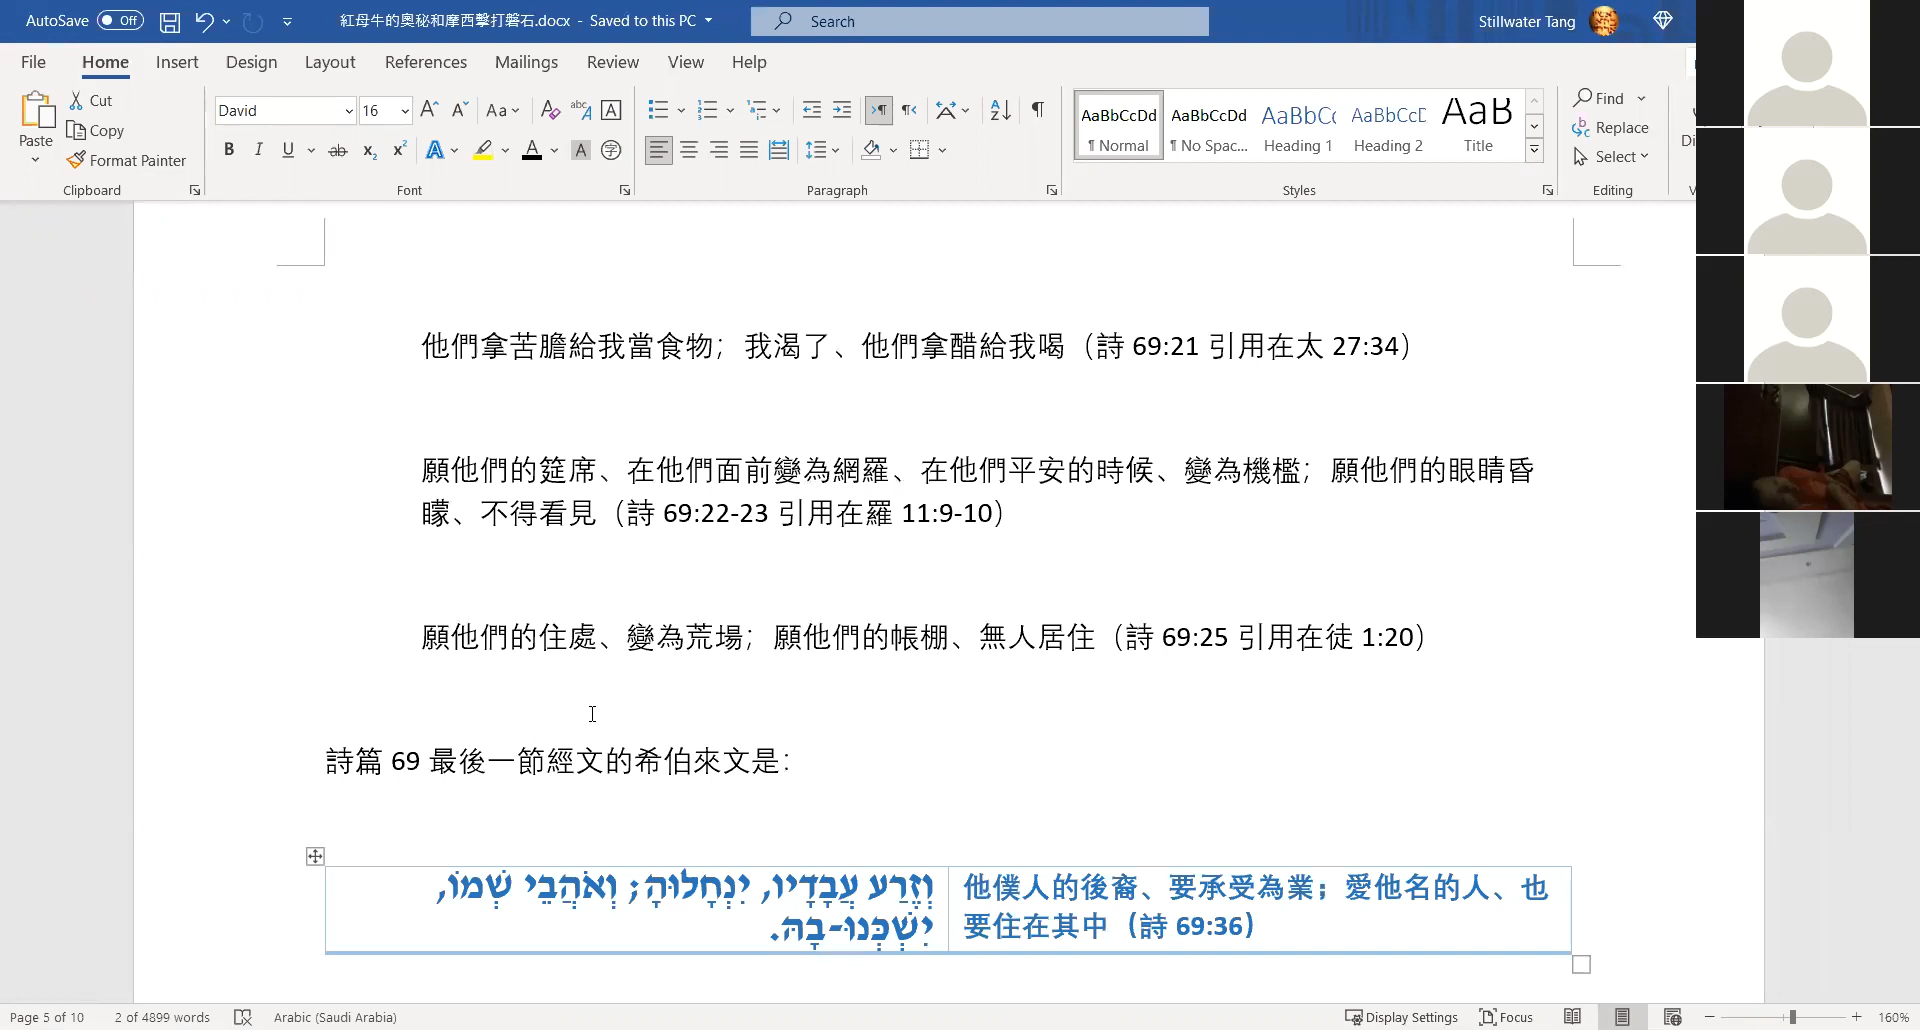 AutoSave Off 紅母牛的奧秘和摩西擊打磐石.docx - Saved to this PC Search Stillwater Tang
File Home Insert Design Layout References Mailings Review View Help
Paste Cut Copy Format Painter Clipboard
David 16 Aa
B I U ab x₂ x² A A A
Font
Paragraph
AaBbCcDd AaBbCcDd AaBbCc AaBbCcD AaB
¶ Normal ¶ No Spac... Heading 1 Heading 2 Title
Styles
Find
Replace
Select
Editing
他們拿苦膽給我當食物；我渴了、他們拿醋給我喝（詩 69:21 引用在太 27:34）
願他們的筵席、在他們面前變為網羅、在他們平安的時候、變為機檻；願他們的眼睛昏
矇、不得看見（詩 69:22-23 引用在羅 11:9-10）
願他們的住處、變為荒場；願他們的帳棚、無人居住（詩 69:25 引用在徒 1:20）
詩篇 69 最後一節經文的希伯來文是：
וְזֶרַע עֲבָדָיו, יִנְחָלוּהָ; וְאֹהֲבֵי שְׁמוֹ,
יִשְׁכְּנוּ-בָהּ.
他僕人的後裔、要承受為業；愛他名的人、也
要住在其中（詩 69:36）
Page 5 of 10 2 of 4899 words Arabic (Saudi Arabia) Display Settings Focus 160%